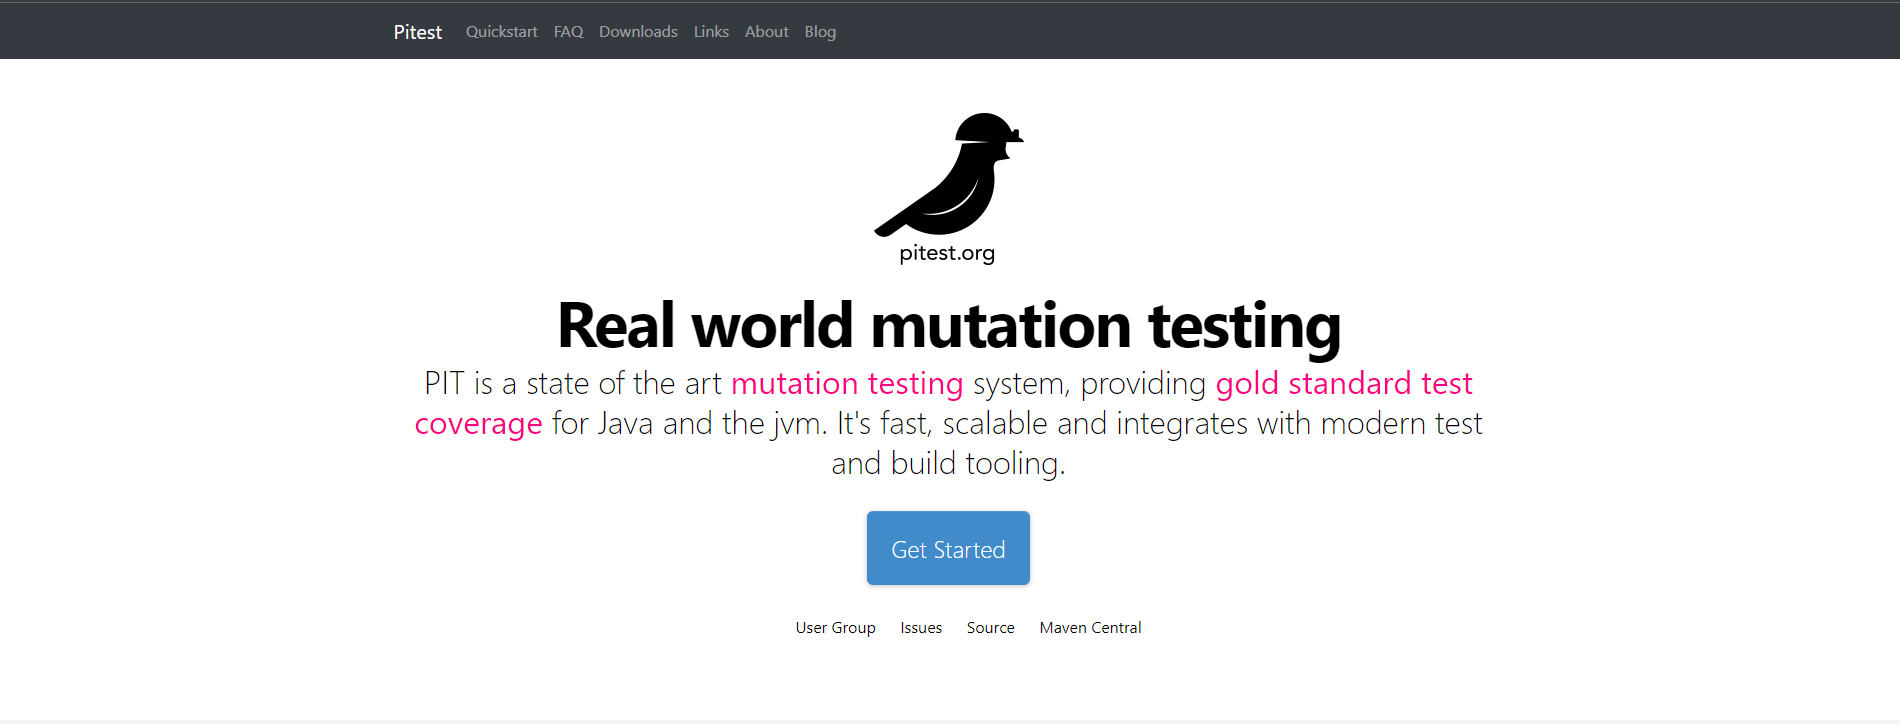 Pitest Quickstart FAQ Downloads Links About Blog
pitest.org
Real world mutation testing
PIT is a state of the art mutation testing system, providing gold standard test
coverage for Java and the jvm. It's fast, scalable and integrates with modern test
and build tooling.
Get Started
User Group Issues Source Maven Central